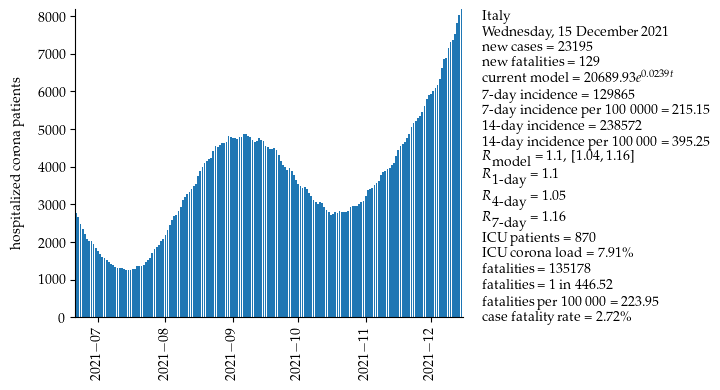 8000
7000
6000
5000
4000
3000
2000
1000
0
hospitalized corona patients
2021−07
2021−08
2021−09
2021−10
2021−11
2021−12
Italy
Wednesday, 15 December 2021
new cases = 23195
new fatalities = 129
current model = 20689.93e^0.0239t
7-day incidence = 129865
7-day incidence per 100 0000 = 215.15
14-day incidence = 238572
14-day incidence per 100 000 = 395.25
R_model = 1.1, [1.04, 1.16]
R_1-day = 1.1
R_4-day = 1.05
R_7-day = 1.16
ICU patients = 870
ICU corona load = 7.91%
fatalities = 135178
fatalities = 1 in 446.52
fatalities per 100 000 = 223.95
case fatality rate = 2.72%